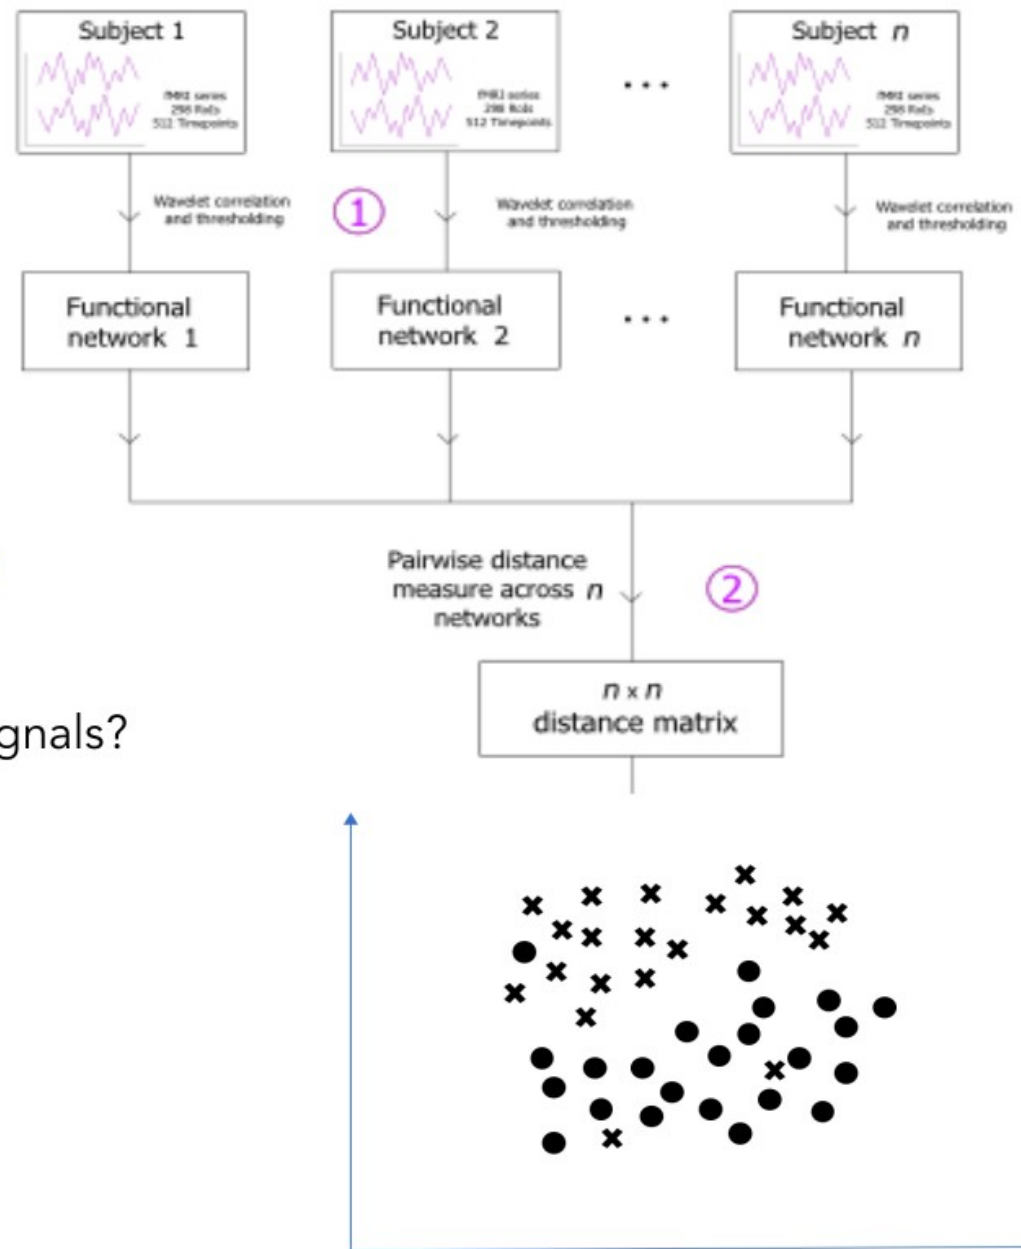 Subject 1
fMRI series
298 RoIs
512 Timepoints
Subject 2
fMRI series
298 RoIs
512 Timepoints
...
Subject n
fMRI series
298 RoIs
512 Timepoints
Wavelet correlation
and thresholding
1
Wavelet correlation
and thresholding
Wavelet correlation
and thresholding
Functional
network 1
Functional
network 2
...
Functional
network n
Pairwise distance
measure across n
networks
2
n x n
distance matrix
gnals?